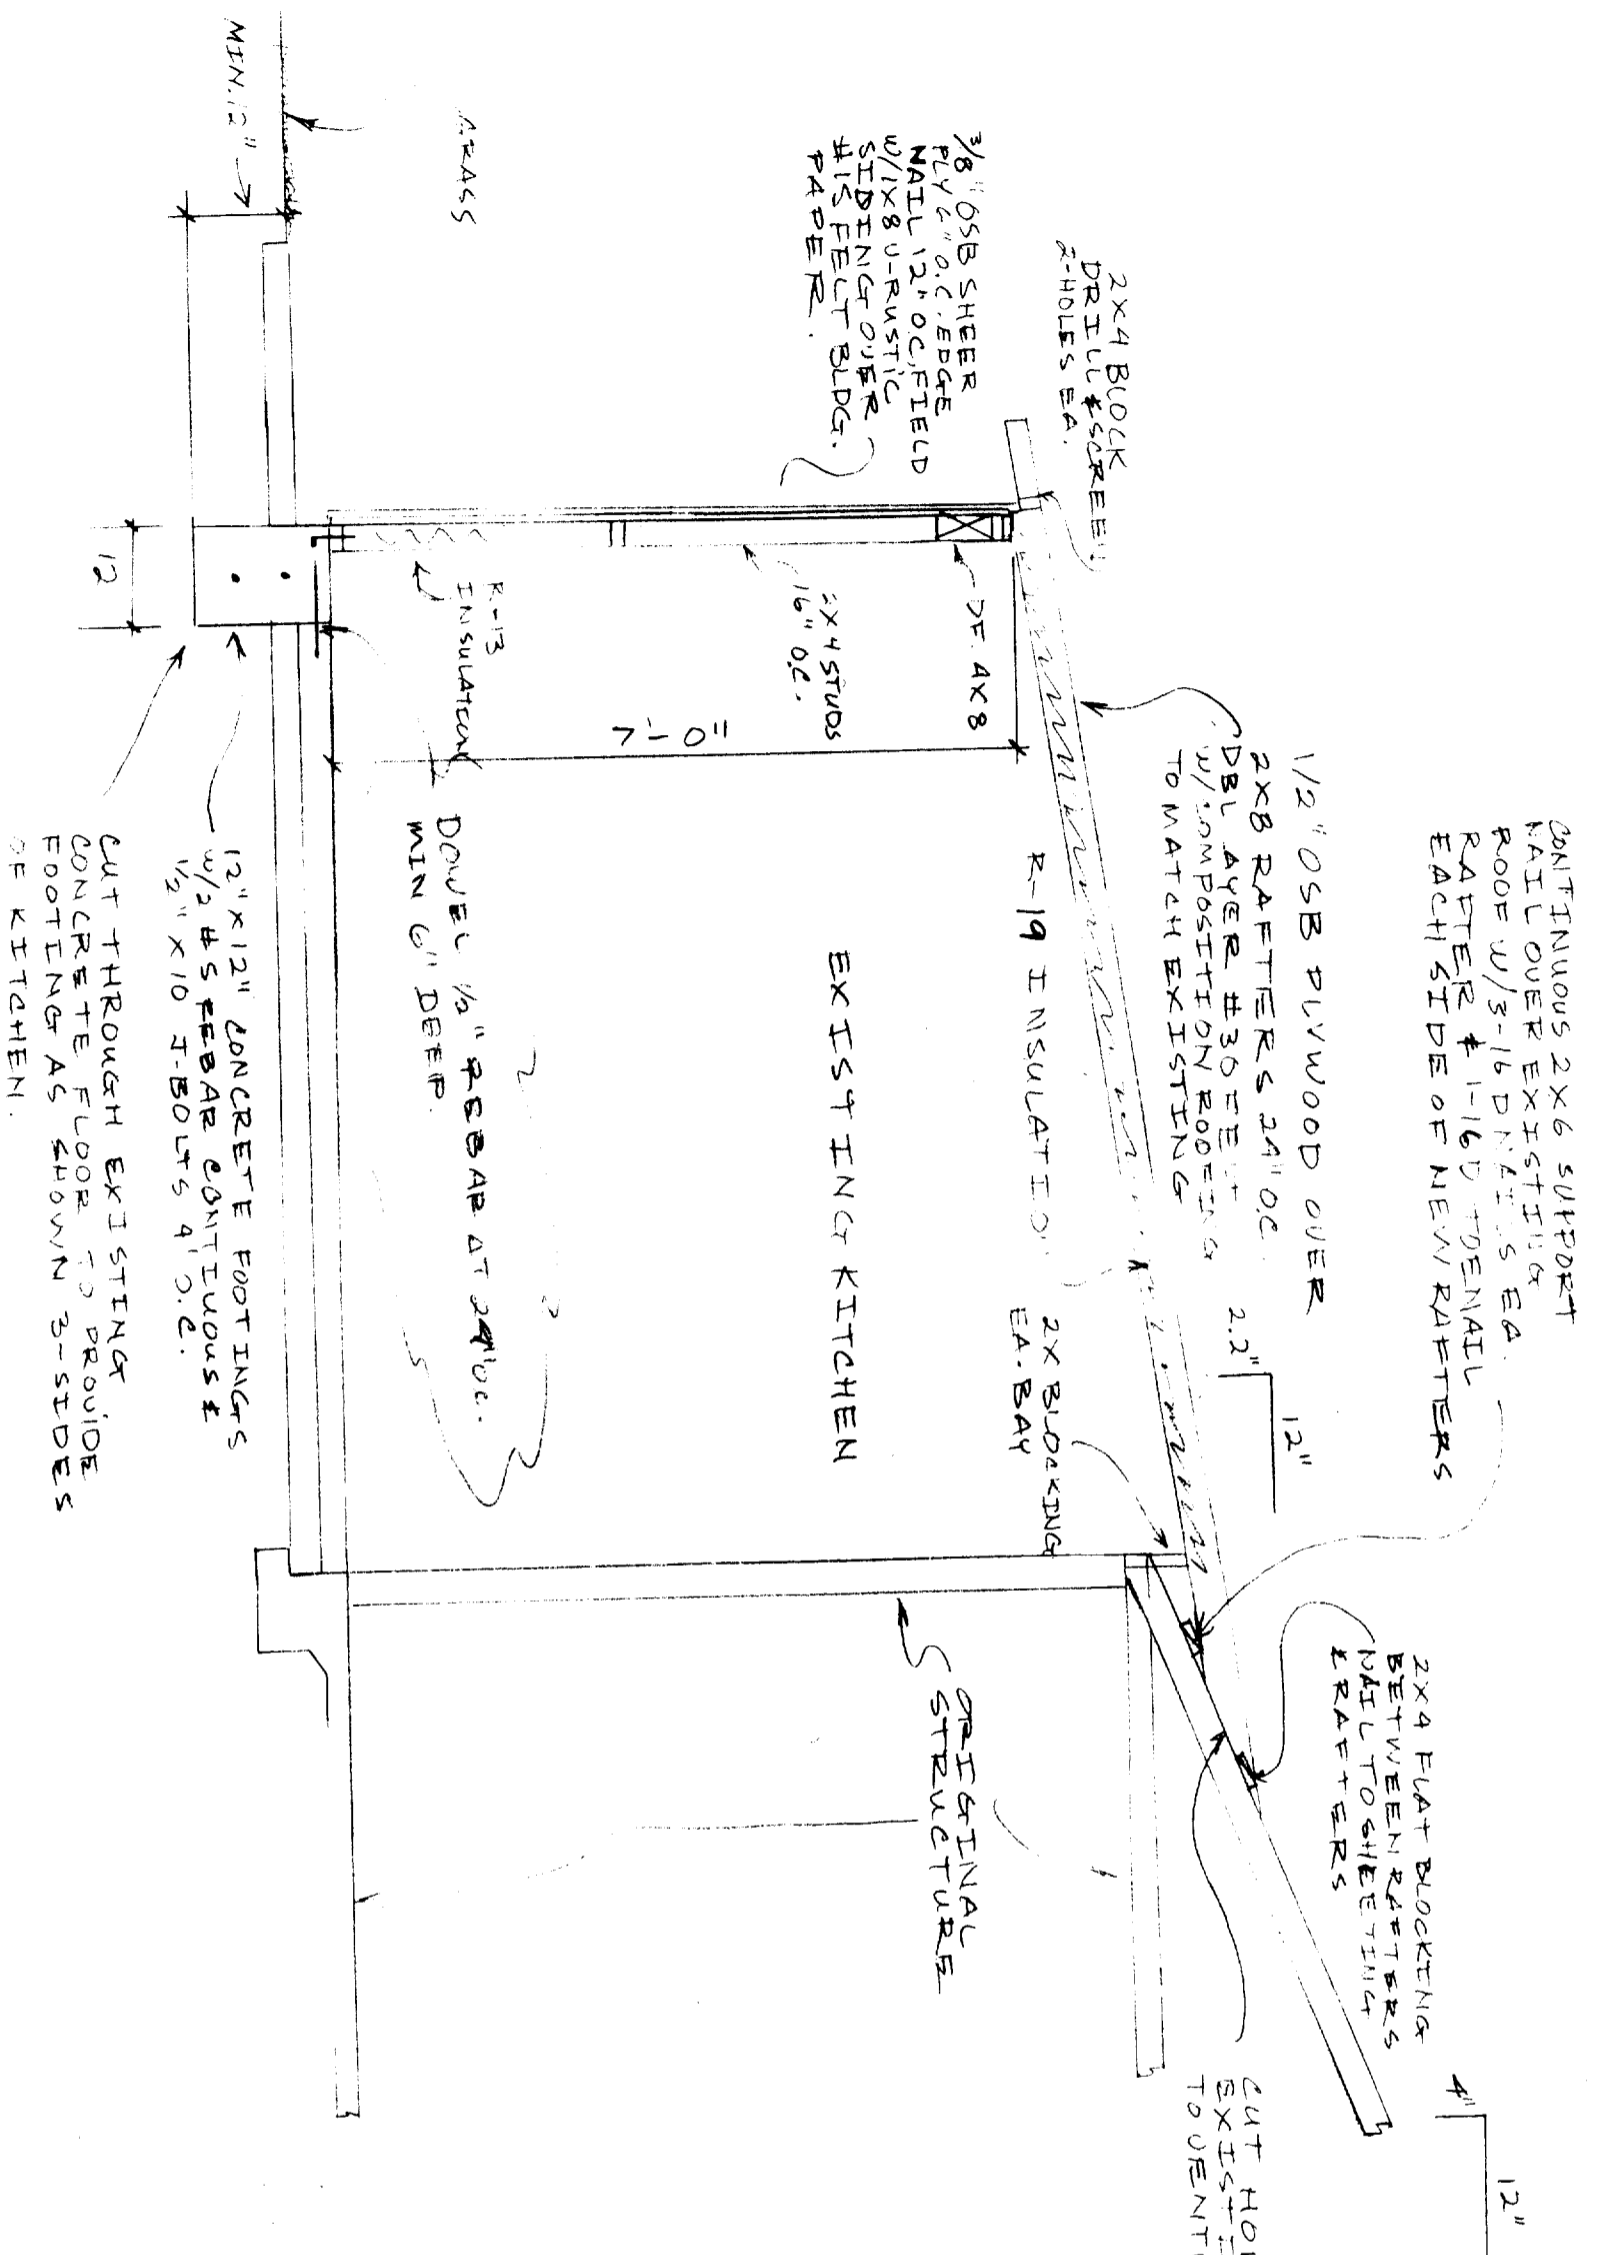 CONTINUOUS 2X6 SUPPORT
NAIL OVER EXISTING
ROOF W/3-16D NAILS EA.
RAFTER & 1-16D TOENAIL
EACH SIDE OF NEW RAFTERS
2X4 FLAT BLOCKING
BETWEEN RAFTERS
NAIL TO SHEETING
& RAFTERS
4"
12"
CUT HO
EXISTI
TO VENT
1/2" OSB PLYWOOD OVER
2X8 RAFTERS 24" O.C.
DBL AYER #30 FELT
W/COMPOSITION ROOFING
TO MATCH EXISTING
2.2"
12"
2X4 BLOCK
DRILL & SCREEN
2-HOLES EA.
3/8" OSB SHEER
PLY 6" O.C. EDGE
NAIL 12" O.C, FIELD
W/1X8 V-RUSTIC
SIDING OVER
#15 FELT BLDG.
PAPER.
DF. 4X8
2X4 STUDS
16" O.C.
7-0"
R-13
INSULATION
R-19 INSULATIO
2X BLOCKING
EA. BAY
EXISTING KITCHEN
ORIGINAL
STRUCTURE
DOWEL 1/2" REBAR AT 24" OC.
MIN 6" DEEP.
GRASS
MIN. 12"
12
12" X 12" CONCRETE FOOTINGS
W/2 #5 REBAR CONTIUOUS &
1/2" X 10 J-BOLTS 4' O.C.
CUT THROUGH EXISTING
CONCRETE FLOOR TO PROVIDE
FOOTING AS SHOWN 3-SIDES
OF KITCHEN.